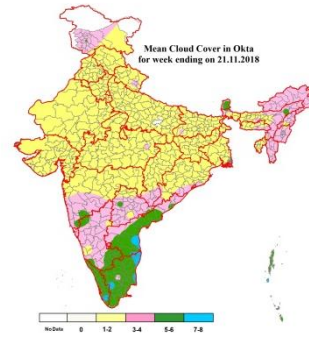 Mean Cloud Cover in Okta
for week ending on 21.11.2018
No Data 0 1-2 3-4 5-6 7-8